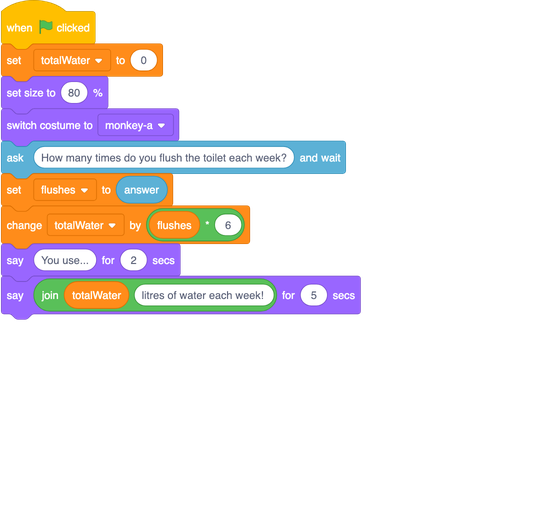 when clicked
set totalWater to 0
set size to 80 %
switch costume to monkey-a
ask How many times do you flush the toilet each week? and wait
set flushes to answer
change totalWater by flushes * 6
say You use... for 2 secs
say join totalWater litres of water each week! for 5 secs